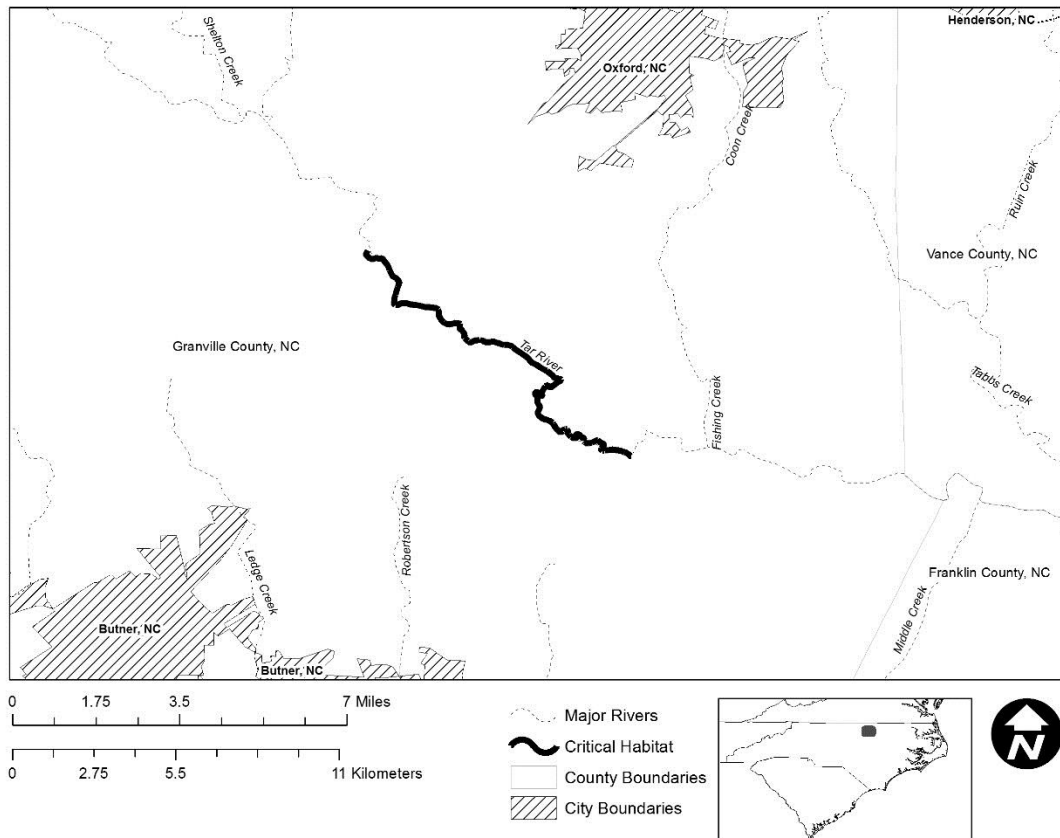 Henderson, NC
Shelton Creek
Oxford, NC
Coon Creek
Ruin Creek
Vance County, NC
Granville County, NC
Tar River
Tabbs Creek
Fishing Creek
Robertson Creek
Ledge Creek
Franklin County, NC
Butner, NC
Middle Creek
Butner, NC
0 1.75 3.5 7 Miles
0 2.75 5.5 11 Kilometers
Major Rivers
Critical Habitat
County Boundaries
City Boundaries
N